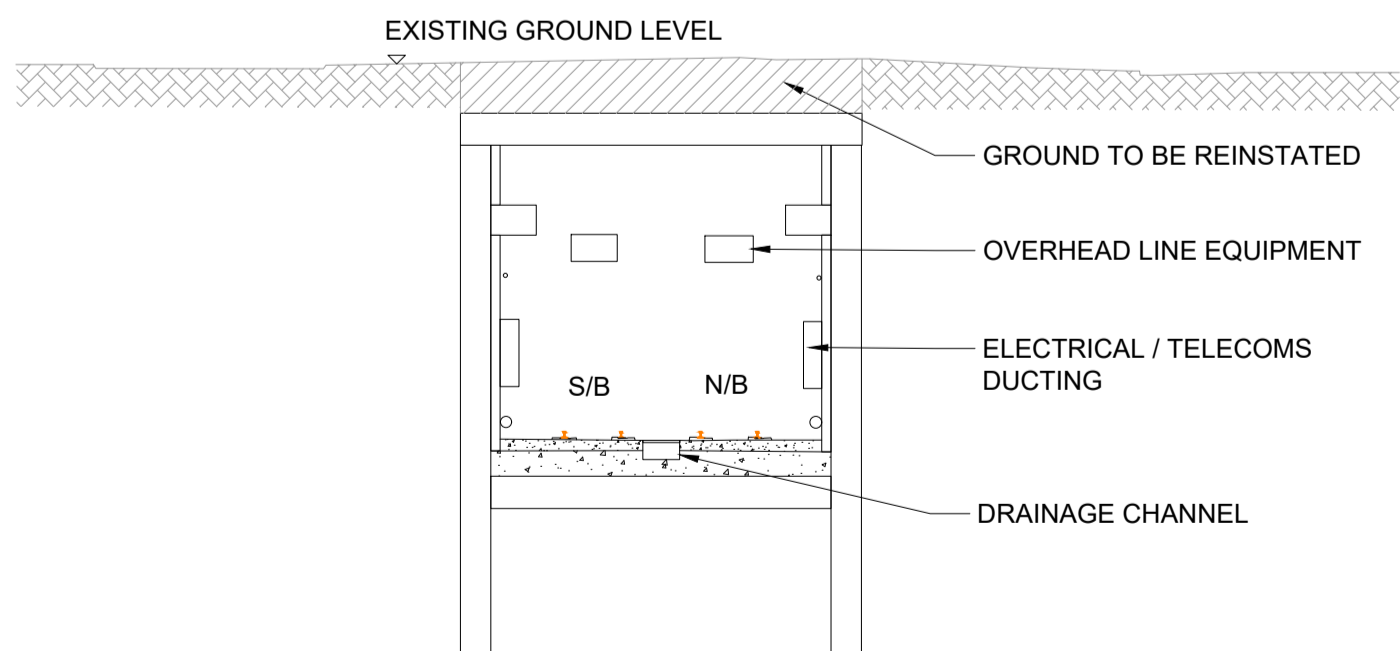 EXISTING GROUND LEVEL
GROUND TO BE REINSTATED
OVERHEAD LINE EQUIPMENT
ELECTRICAL / TELECOMS
DUCTING
S/B
N/B
DRAINAGE CHANNEL